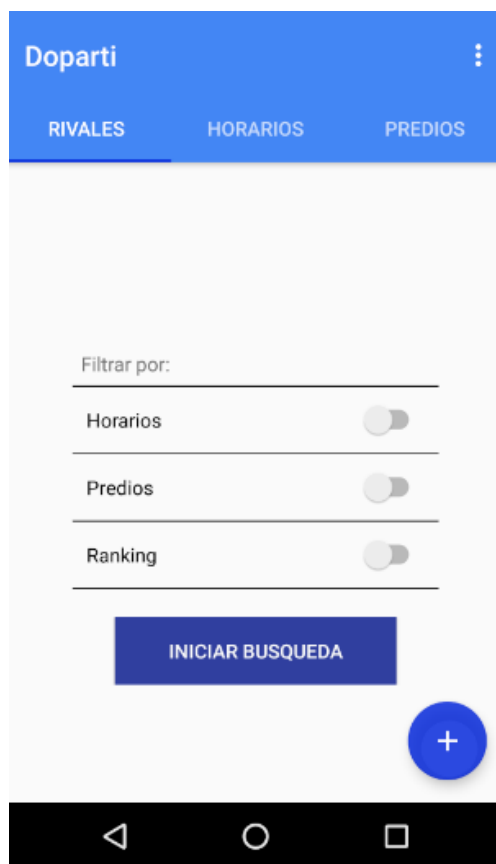 Doparti
RIVALES HORARIOS PREDIOS
Filtrar por:
Horarios
Predios
Ranking
INICIAR BUSQUEDA
+